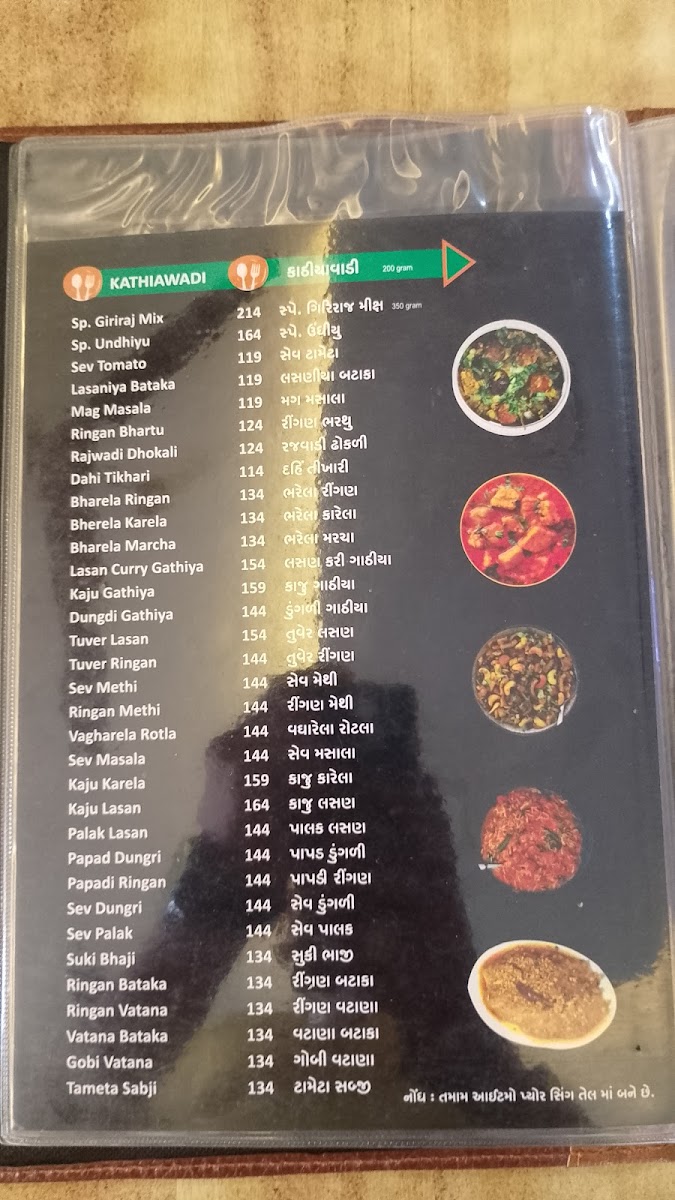 KATHIAWADI કાઠીયાવાડી 200 gram
Sp. Giriraj Mix 214 સ્પે. ગિરિરાજ મીક્ષ 350 gram
Sp. Undhiyu 164 સ્પે. ઉંધીયુ
Sev Tomato 119 સેવ ટામેટા
Lasaniya Bataka 119 લસણીયા બટાકા
Mag Masala 119 મગ મસાલા
Ringan Bhartu 124 રીંગણ ભરથુ
Rajwadi Dhokali 124 રજવાડી ઢોકળી
Dahi Tikhari 114 દહિં તીખારી
Bharela Ringan 134 ભરેલા રીંગણ
Bherela Karela 134 ભરેલા કારેલા
Bharela Marcha 134 ભરેલા મરચા
Lasan Curry Gathiya 154 લસણ કરી ગાઠીયા
Kaju Gathiya 159 કાજુ ગાઠીયા
Dungdi Gathiya 144 ડુંગળી ગાઠીયા
Tuver Lasan 154 તુવેર લસણ
Tuver Ringan 144 તુવેર રીંગણ
Sev Methi 144 સેવ મેથી
Ringan Methi 144 રીંગણ મેથી
Vagharela Rotla 144 વઘારેલા રોટલા
Sev Masala 144 સેવ મસાલા
Kaju Karela 159 કાજુ કારેલા
Kaju Lasan 164 કાજુ લસણ
Palak Lasan 144 પાલક લસણ
Papad Dungri 144 પાપડ ડુંગળી
Papadi Ringan 144 પાપડી રીંગણ
Sev Dungri 144 સેવ ડુંગળી
Sev Palak 144 સેવ પાલક
Suki Bhaji 134 સુકી ભાજી
Ringan Bataka 134 રીંગણ બટાકા
Ringan Vatana 134 રીંગણ વટાણા
Vatana Bataka 134 વટાણા બટાકા
Gobi Vatana 134 ગોબી વટાણા
Tameta Sabji 134 ટામેટા સબ્જી
નોંધ : તમામ આઈટમો પ્યોર સિંગ તેલ માં બને છે.